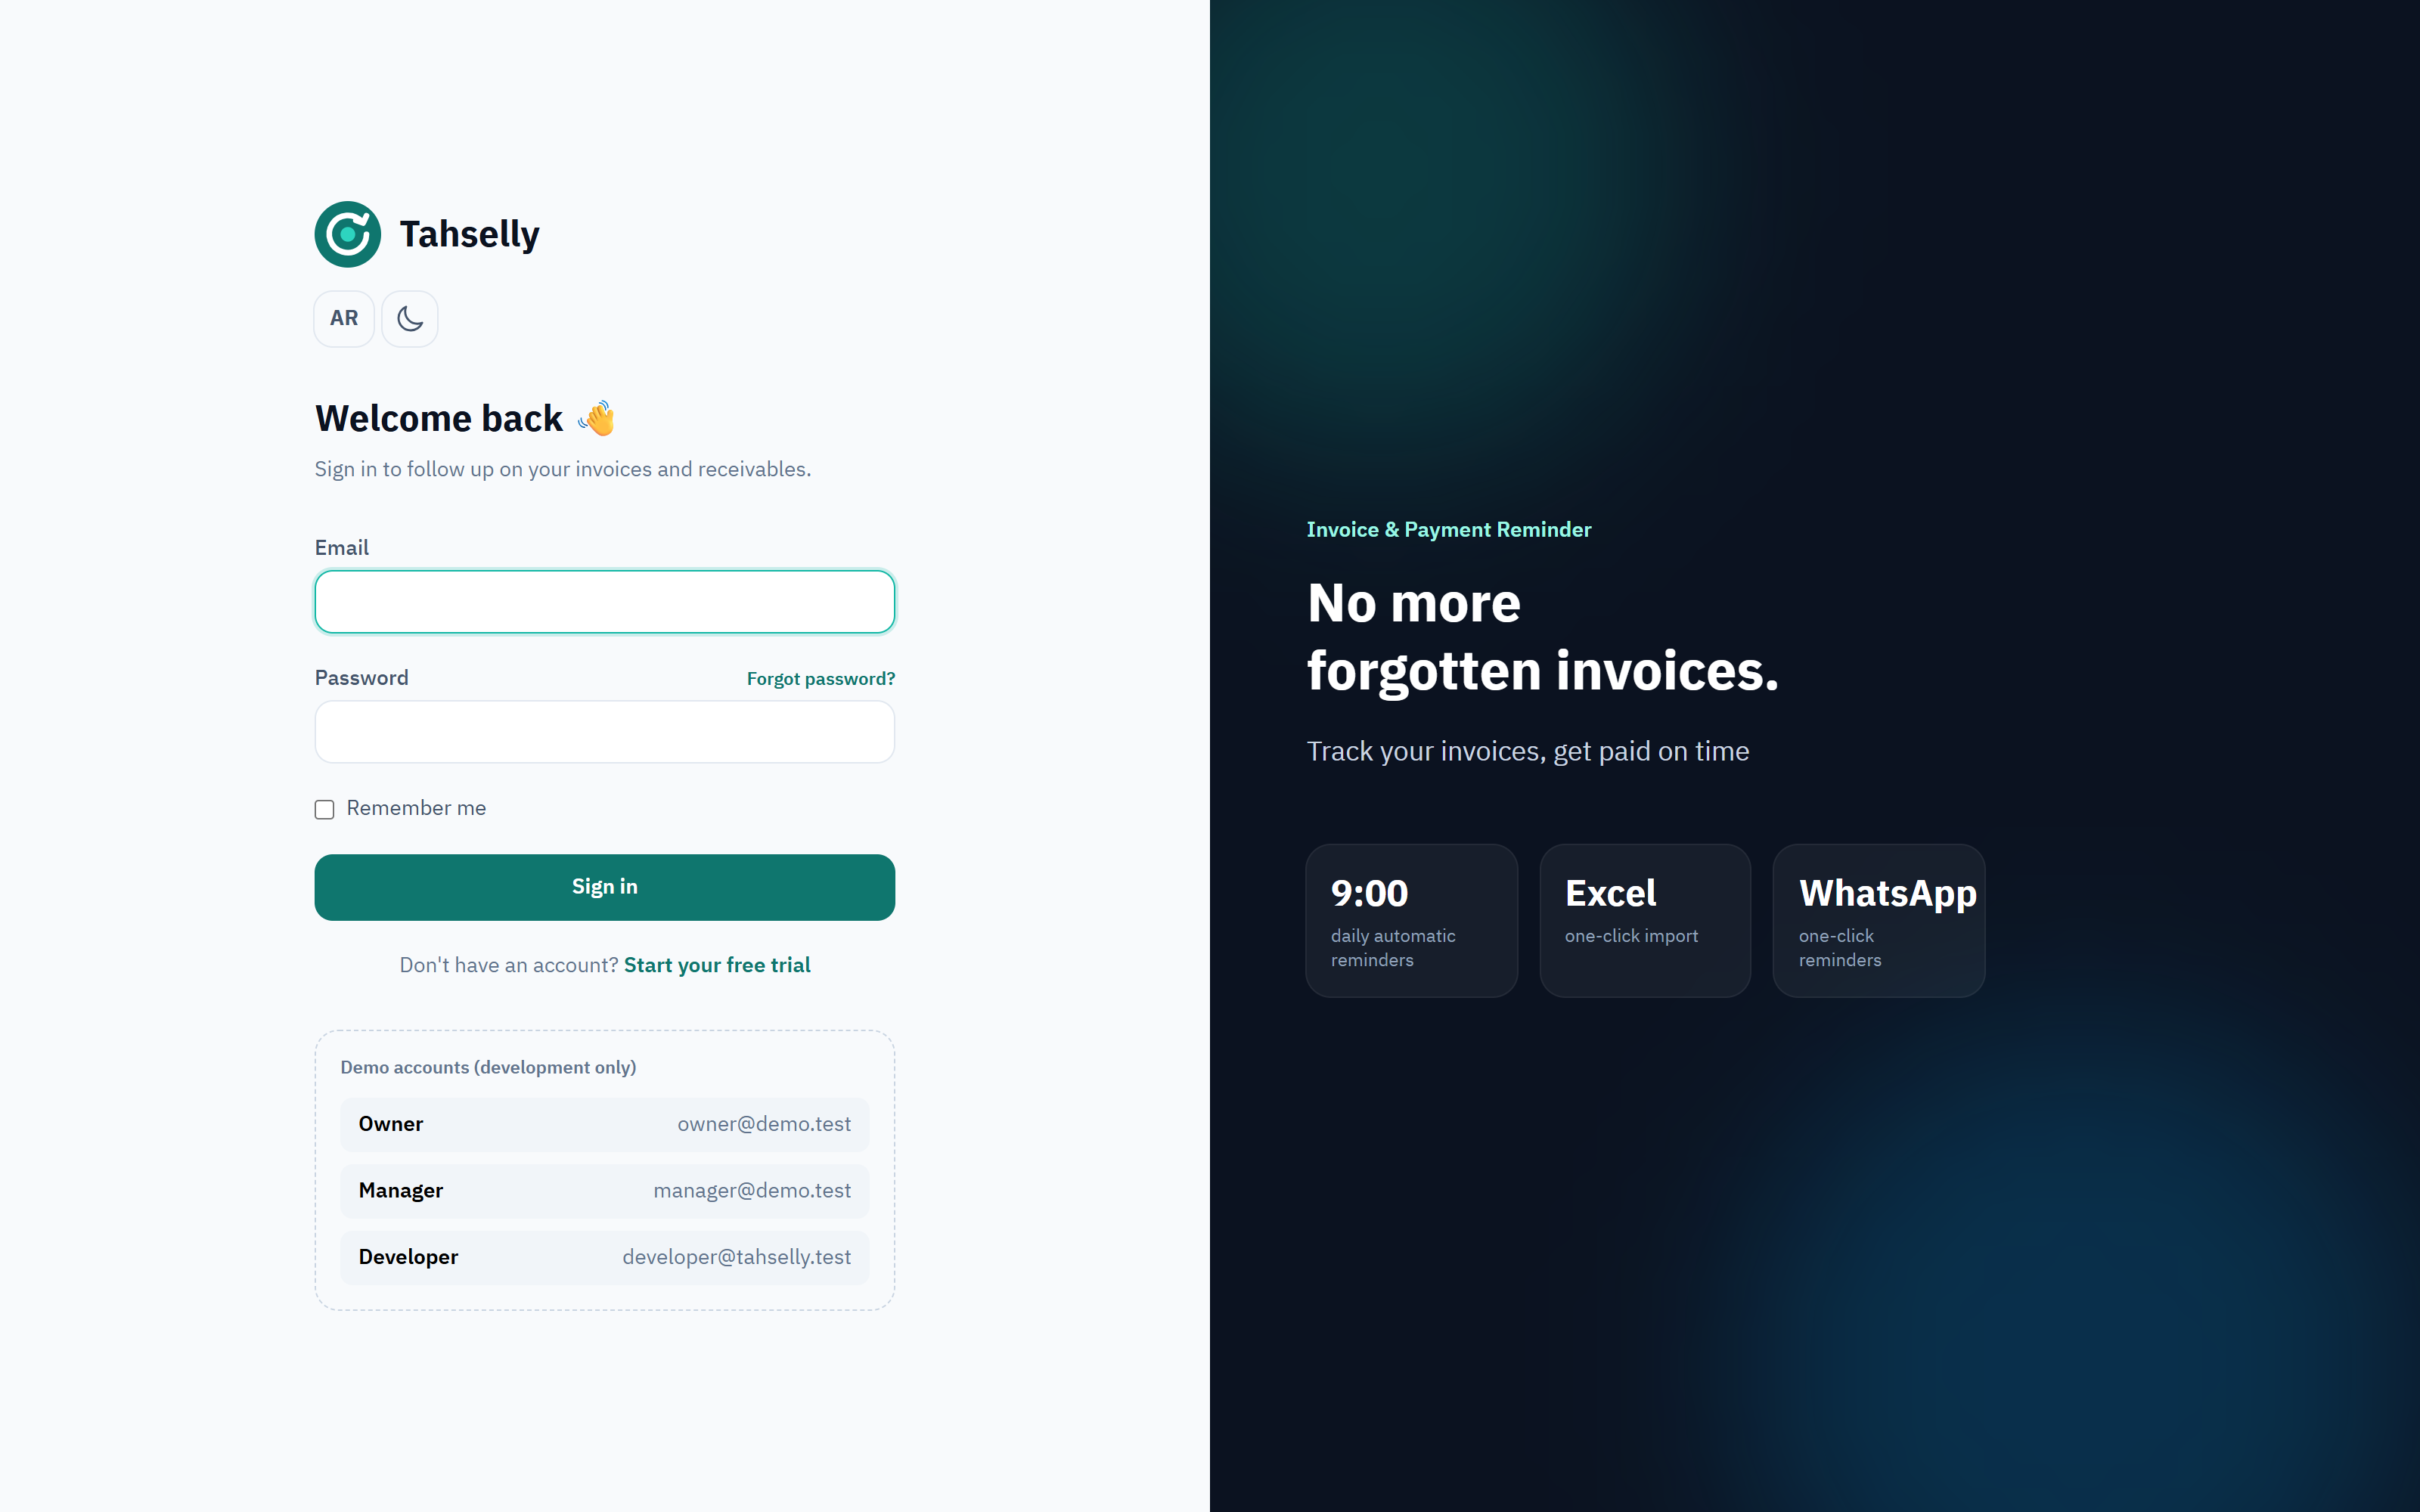 Tahselly
AR
Welcome back 👋
Sign in to follow up on your invoices and receivables.
Email
Password
Forgot password?
Remember me
Sign in
Don't have an account? Start your free trial
Demo accounts (development only)
Owner owner@demo.test
Manager manager@demo.test
Developer developer@tahselly.test
Invoice & Payment Reminder
No more
forgotten invoices.
Track your invoices, get paid on time
9:00
daily automatic
reminders
Excel
one-click import
WhatsApp
one-click
reminders